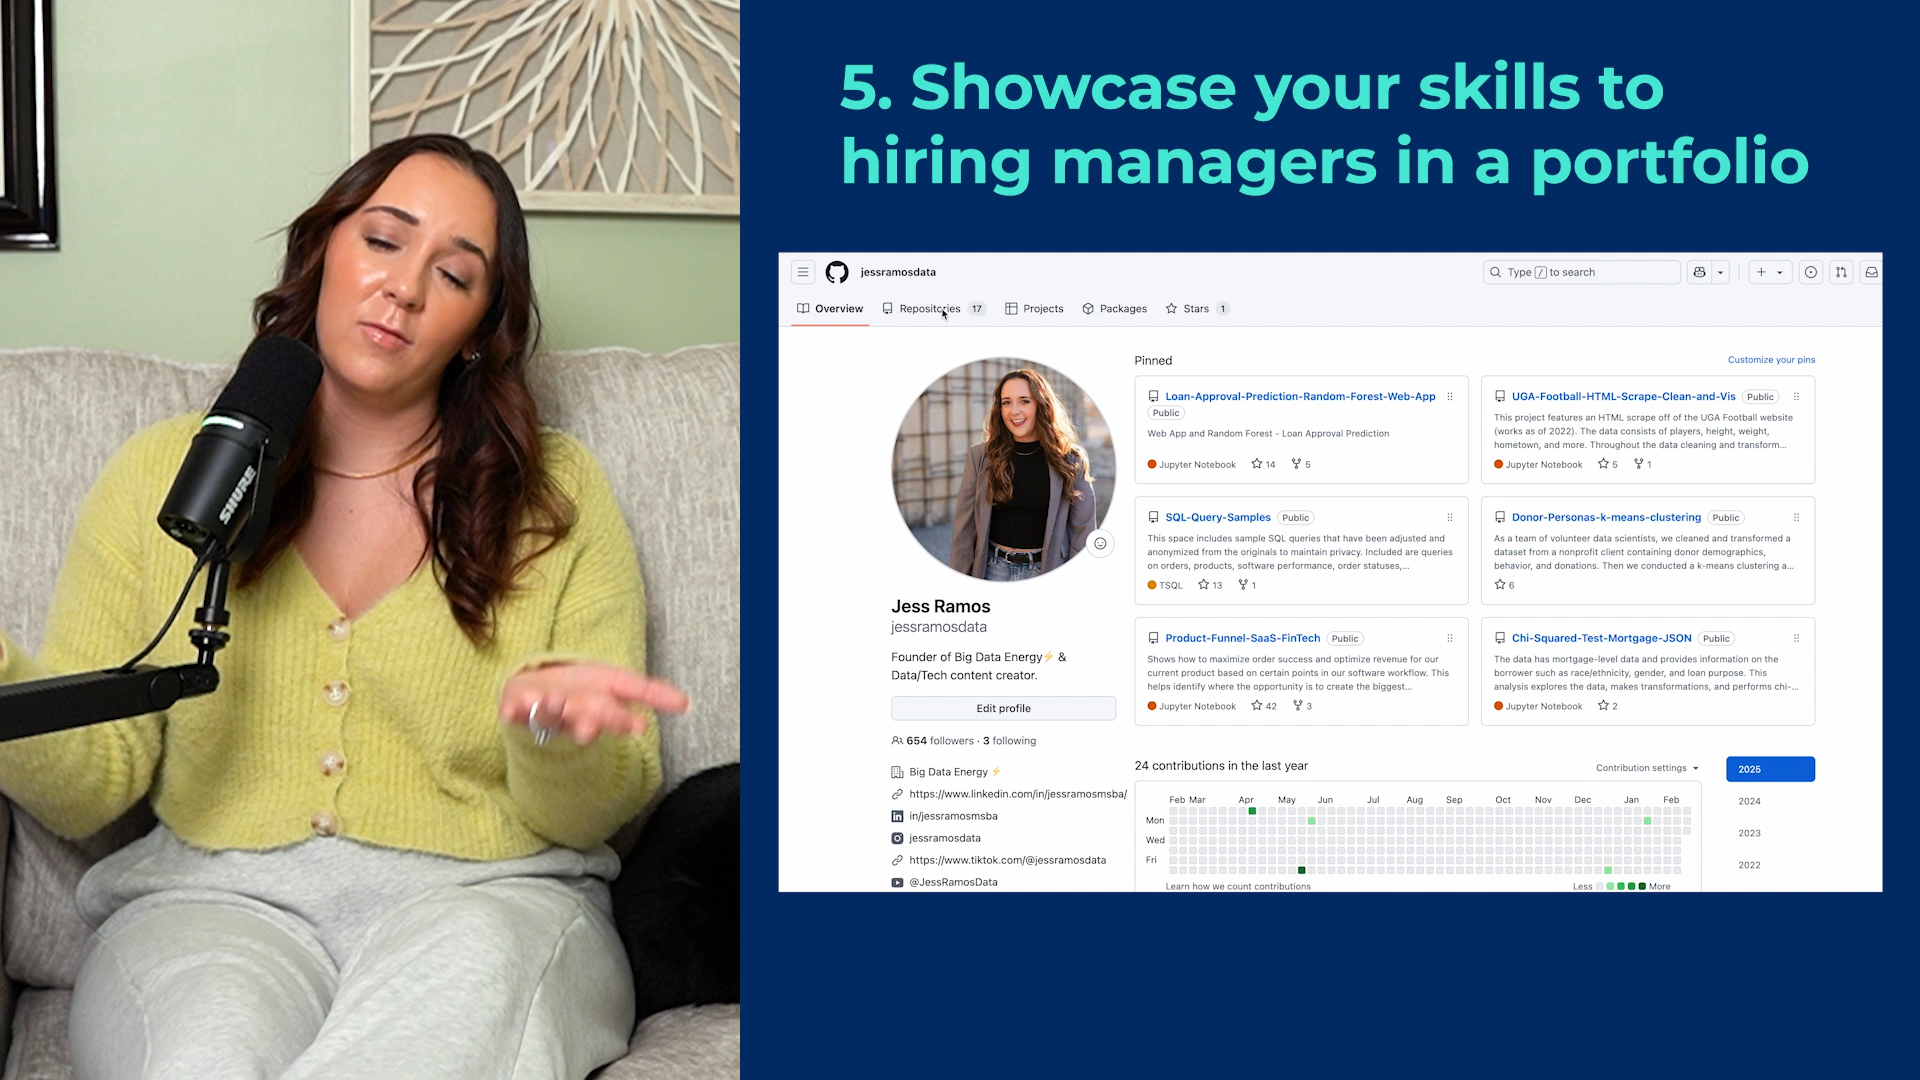 5. Showcase your skills to
hiring managers in a portfolio
SHURE
jessramosdata
Type / to search
Overview
Repositories 17
Projects
Packages
Stars 1
Pinned
Customize your pins
Loan-Approval-Prediction-Random-Forest-Web-App
Public
Web App and Random Forest - Loan Approval Prediction
Jupyter Notebook 14 5
UGA-Football-HTML-Scrape-Clean-and-Vis Public
This project features an HTML scrape off of the UGA Football website
(works as of 2022). The data consists of players, height, weight,
hometown, and more. Throughout the data cleaning and transform...
Jupyter Notebook 5 1
SQL-Query-Samples Public
This space includes sample SQL queries that have been adjusted and
anonymized from the originals to maintain privacy. Included are queries
on orders, products, software performance, order statuses,...
TSQL 13 1
Donor-Personas-k-means-clustering Public
As a team of volunteer data scientists, we cleaned and transformed a
dataset from a nonprofit client containing donor demographics,
behavior, and donations. Then we conducted a k-means clustering a...
6
Product-Funnel-SaaS-FinTech Public
Shows how to maximize order success and optimize revenue for our
current product based on certain points in our software workflow. This
helps identify where the opportunity is to create the biggest...
Jupyter Notebook 42 3
Chi-Squared-Test-Mortgage-JSON Public
The data has mortgage-level data and provides information on the
borrower such as race/ethnicity, gender, and loan purpose. This
analysis explores the data, makes transformations, and performs chi-...
Jupyter Notebook 2
Jess Ramos
jessramosdata
Founder of Big Data Energy⚡ &
Data/Tech content creator.
Edit profile
654 followers · 3 following
Big Data Energy ⚡
https://www.linkedin.com/in/jessramosmsba/
in/jessramosmsba
jessramosdata
https://www.tiktok.com/@jessramosdata
@JessRamosData
24 contributions in the last year
Contribution settings
2025
2024
2023
2022
Feb Mar Apr May Jun Jul Aug Sep Oct Nov Dec Jan Feb
Mon
Wed
Fri
Learn how we count contributions
Less More